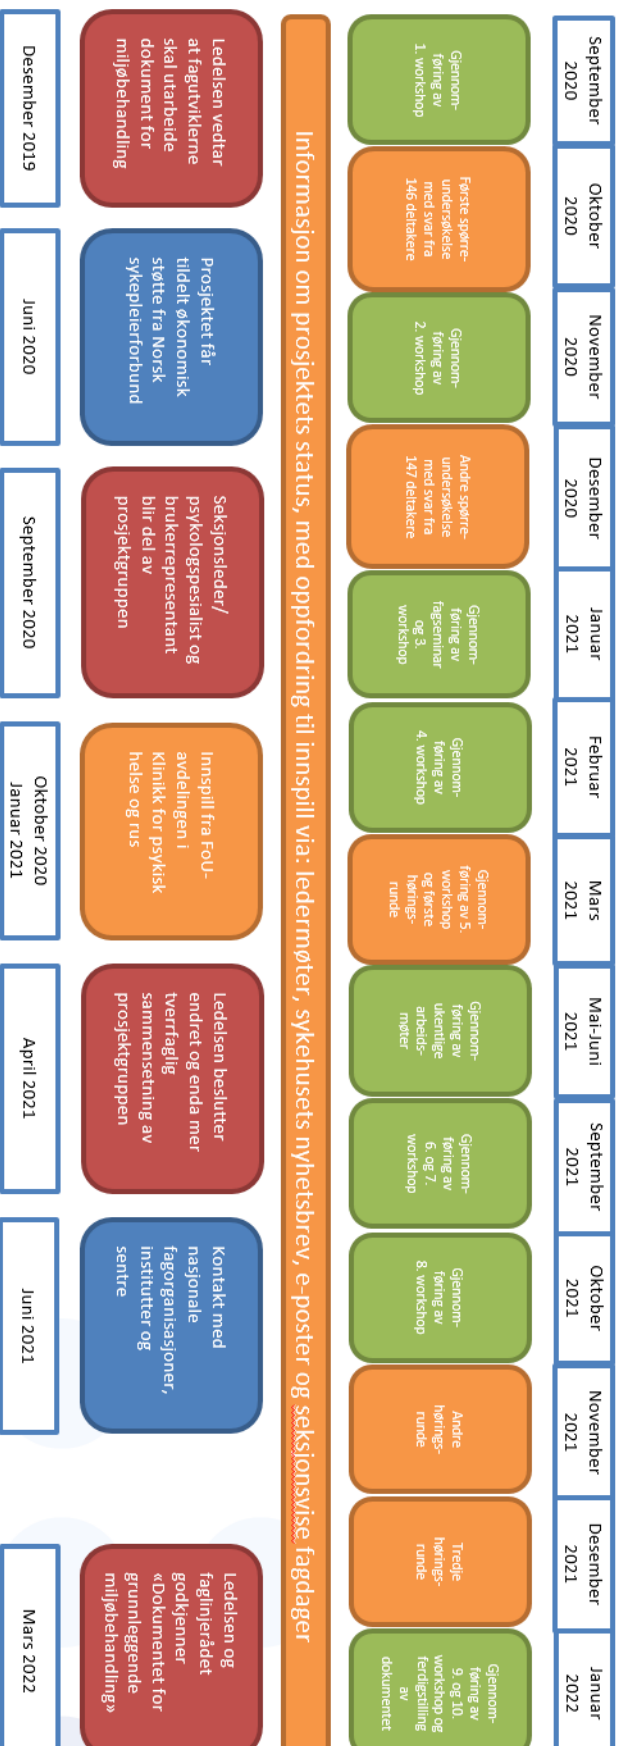 September
2020
Oktober
2020
November
2020
Desember
2020
Januar
2021
Februar
2021
Mars
2021
Mai-Juni
2021
September
2021
Oktober
2021
November
2021
Desember
2021
Januar
2022
Gjennom-
føring av
1. workshop
Første spørre-
undersøkelse
med svar fra
146 deltakere
Gjennom-
føring av
2. workshop
Andre spørre-
undersøkelse
med svar fra
147 deltakere
Gjennom-
føring av
fagseminar
og 3.
workshop
Gjennom-
føring av
4. workshop
Gjennom-
føring av 5.
workshop
og første
hørings-
runde
Gjennom-
føring av
ukentlige
arbeids-
møter
Gjennom-
føring av
6. og 7.
workshop
Gjennom-
føring av
8. workshop
Andre
hørings-
runde
Tredje
hørings-
runde
Gjennom-
føring av
9. og 10.
workshop og
ferdigstilling
av
dokumentet
Informasjon om prosjektets status, med oppfordring til innspill via: ledermøter, sykehusets nyhetsbrev, e-poster og seksjonsvise fagdager
Ledelsen vedtar
at fagutviklerne
skal utarbeide
dokument for
miljøbehandling
Prosjektet får
tildelt økonomisk
støtte fra Norsk
sykepleierforbund
Seksjonsleder/
psykologspesialist og
brukerrepresentant
blir del av
prosjektgruppen
Innspill fra FoU-
avdelingen i
Klinikk for psykisk
helse og rus
Ledelsen beslutter
endret og enda mer
tverrfaglig
sammensetning av
prosjektgruppen
Kontakt med
nasjonale
fagorganisasjoner,
institutter og
sentre
Ledelsen og
faglinjerådet
godkjenner
«Dokumentet for
grunnleggende
miljøbehandling»
Desember 2019
Juni 2020
September 2020
Oktober 2020
Januar 2021
April 2021
Juni 2021
Mars 2022